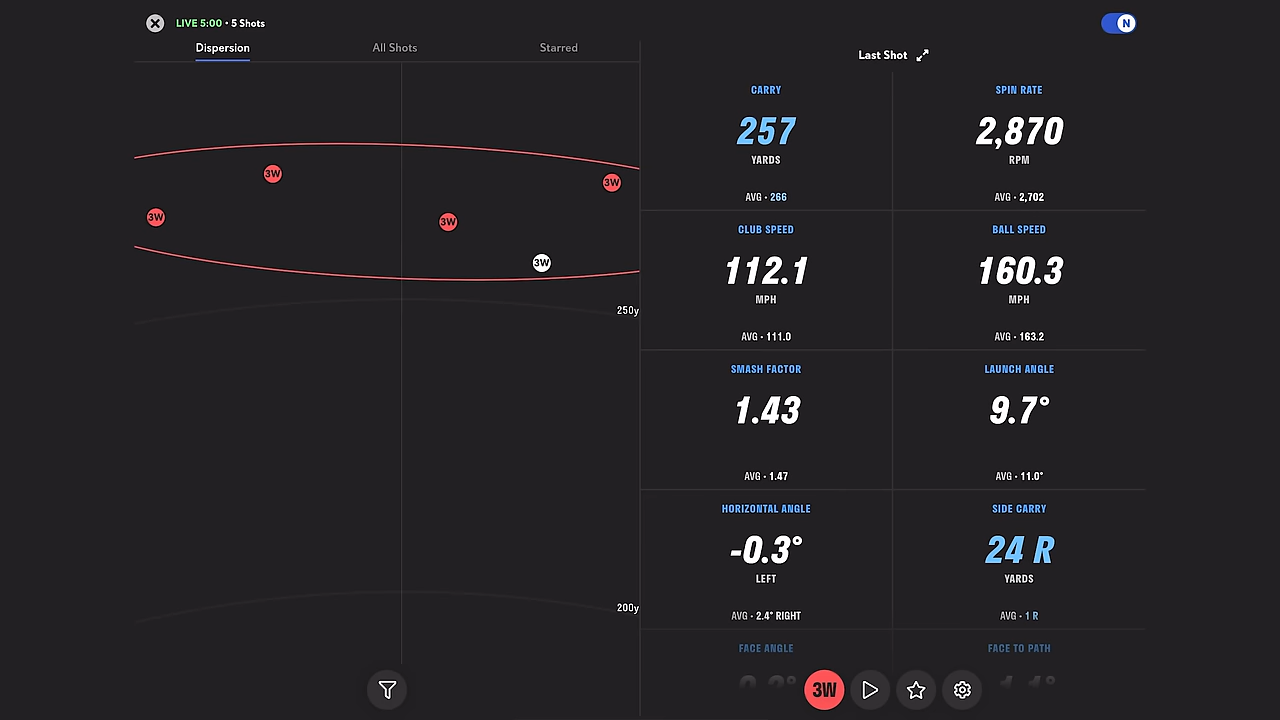 LIVE 5:00 • 5 Shots
N
Dispersion
All Shots
Starred
3W
3W
3W
3W
3W
250y
200y
Last Shot
CARRY
257
YARDS
AVG • 266
SPIN RATE
2,870
RPM
AVG • 2,702
CLUB SPEED
112.1
MPH
AVG • 111.0
BALL SPEED
160.3
MPH
AVG • 163.2
SMASH FACTOR
1.43
AVG • 1.47
LAUNCH ANGLE
9.7°
AVG • 11.0°
HORIZONTAL ANGLE
-0.3°
LEFT
AVG • 2.4° RIGHT
SIDE CARRY
24 R
YARDS
AVG • 1 R
FACE ANGLE
FACE TO PATH
3W